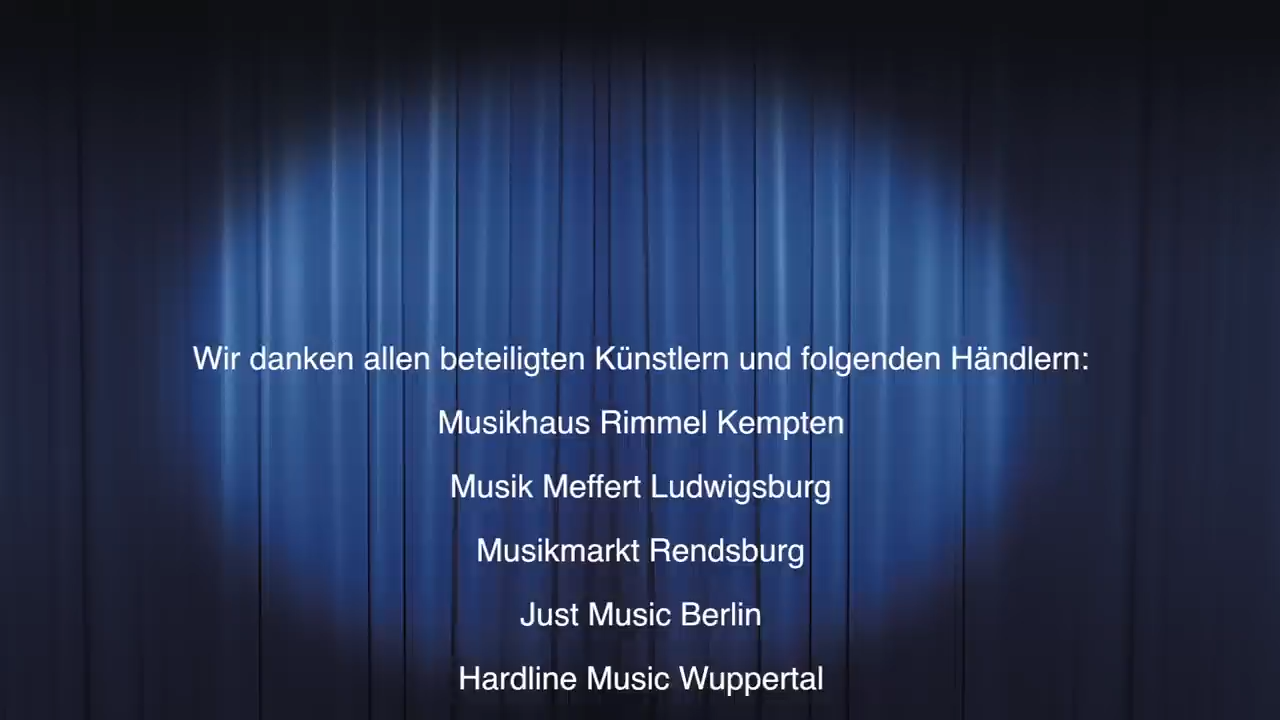 Wir danken allen beteiligten Künstlern und folgenden Händlern:
Musikhaus Rimmel Kempten
Musik Meffert Ludwigsburg
Musikmarkt Rendsburg
Just Music Berlin
Hardline Music Wuppertal